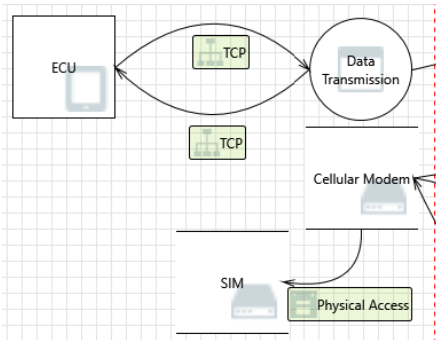 ECU
TCP
Data
Transmission
TCP
Cellular Modem
SIM
Physical Access